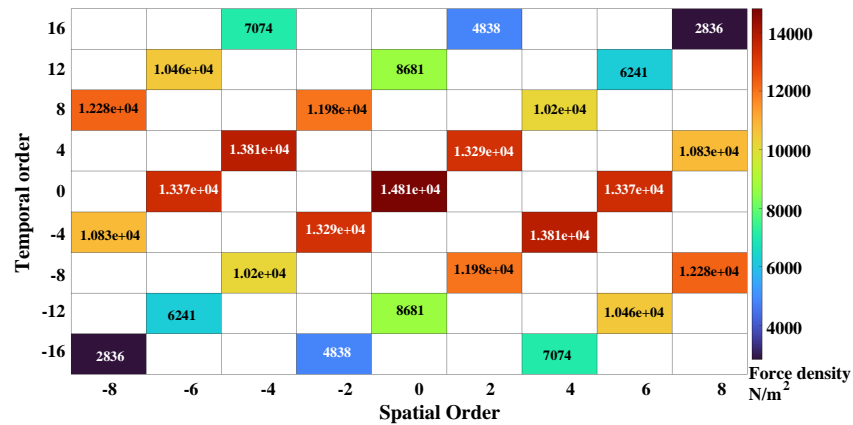 16 7074 4838 2836 14000
12 1.046e+04 8681 6241
12000
8 1.228e+04 1.198e+04 1.02e+04
4 1.381e+04 1.329e+04 1.083e+04 10000
0 1.337e+04 1.481e+04 1.337e+04
8000
-4 1.083e+04 1.329e+04 1.381e+04
-8 1.02e+04 1.198e+04 1.228e+04 6000
-12 6241 8681 1.046e+04
4000
-16 2836 4838 7074
Temporal order
-8 -6 -4 -2 0 2 4 6 8
Spatial Order
Force density
N/m2